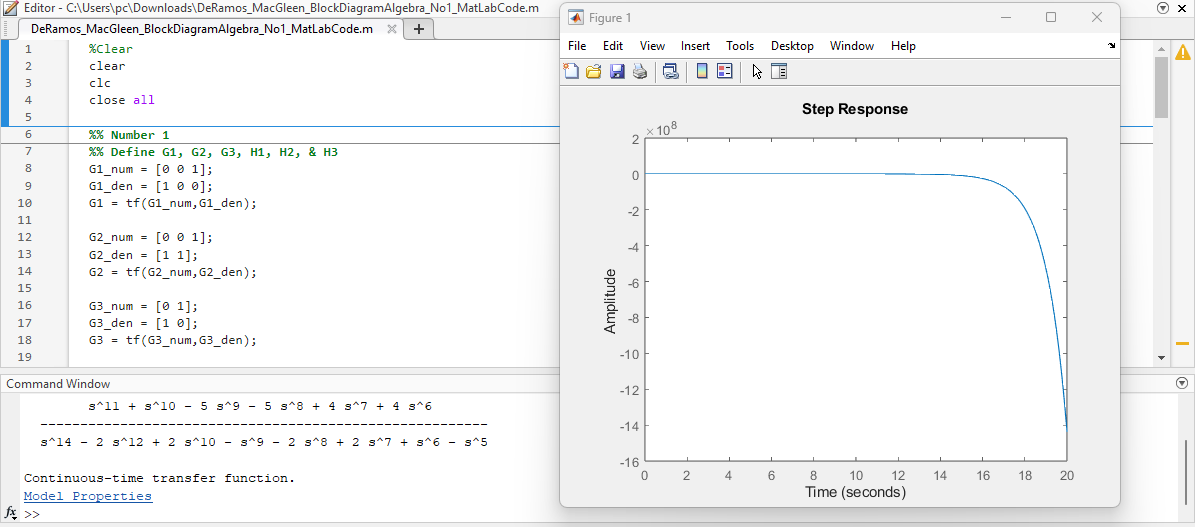 Editor - C:\Users\pc\Downloads\DeRamos_MacGleen_BlockDiagramAlgebra_No1_MatLabCode.m
DeRamos_MacGleen_BlockDiagramAlgebra_No1_MatLabCode.m × +
1 %Clear
2 clear
3 clc
4 close all
5
6 %% Number 1
7 %% Define G1, G2, G3, H1, H2, & H3
8 G1_num = [0 0 1];
9 G1_den = [1 0 0];
10 G1 = tf(G1_num,G1_den);
11
12 G2_num = [0 0 1];
13 G2_den = [1 1];
14 G2 = tf(G2_num,G2_den);
15
16 G3_num = [0 1];
17 G3_den = [1 0];
18 G3 = tf(G3_num,G3_den);
19
Command Window
s^11 + s^10 - 5 s^9 - 5 s^8 + 4 s^7 + 4 s^6
-----------------------------------------------------------
s^14 - 2 s^12 + 2 s^10 - s^9 - 2 s^8 + 2 s^7 + s^6 - s^5
Continuous-time transfer function.
Model Properties
fx >>
Figure 1
File Edit View Insert Tools Desktop Window Help
Step Response
×10^8
2
0
-2
-4
-6
-8
-10
-12
-14
-16
Amplitude
0 2 4 6 8 10 12 14 16 18 20
Time (seconds)